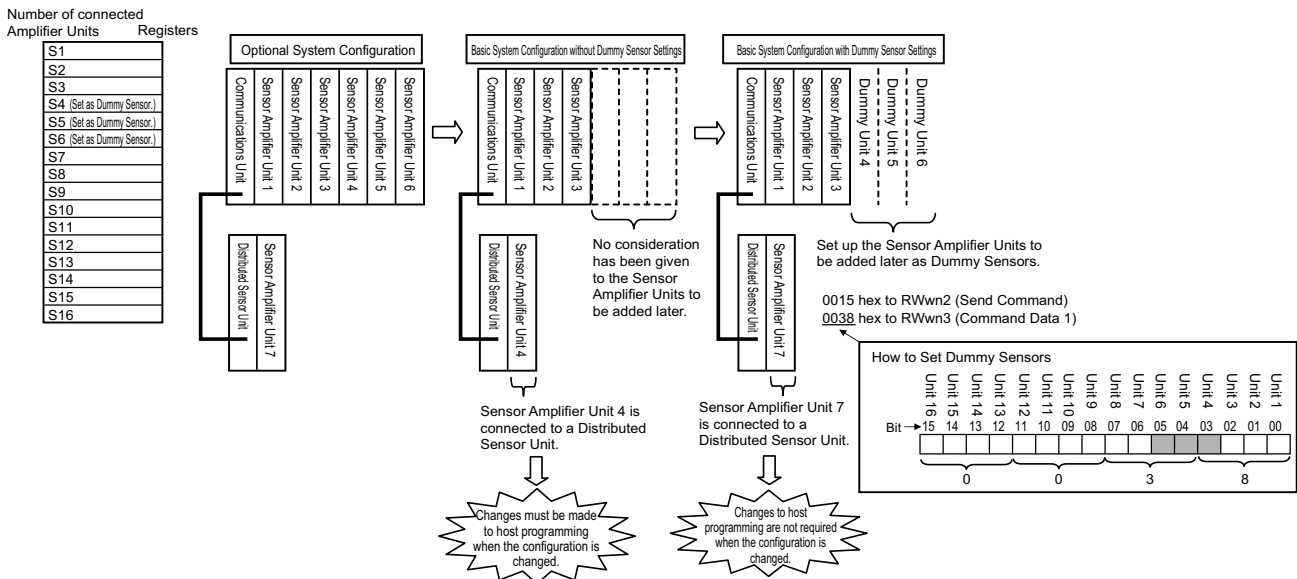 Number of connected
Amplifier Units Registers
S1
S2
S3
S4 (Set as Dummy Sensor.)
S5 (Set as Dummy Sensor.)
S6 (Set as Dummy Sensor.)
S7
S8
S9
S10
S11
S12
S13
S14
S15
S16
Optional System Configuration
Communications Unit
Sensor Amplifier Unit 1
Sensor Amplifier Unit 2
Sensor Amplifier Unit 3
Sensor Amplifier Unit 4
Sensor Amplifier Unit 5
Sensor Amplifier Unit 6
Distributed Sensor Unit
Sensor Amplifier Unit 7
Basic System Configuration without Dummy Sensor Settings
Communications Unit
Sensor Amplifier Unit 1
Sensor Amplifier Unit 2
Sensor Amplifier Unit 3
No consideration
has been given
to the Sensor
Amplifier Units to
be added later.
Distributed Sensor Unit
Sensor Amplifier Unit 4
Sensor Amplifier Unit 4 is
connected to a Distributed
Sensor Unit.
Changes must be made
to host programming
when the configuration is
changed.
Basic System Configuration with Dummy Sensor Settings
Communications Unit
Sensor Amplifier Unit 1
Sensor Amplifier Unit 2
Sensor Amplifier Unit 3
Dummy Unit 4
Dummy Unit 5
Dummy Unit 6
Set up the Sensor Amplifier Units to
be added later as Dummy Sensors.
Distributed Sensor Unit
Sensor Amplifier Unit 7
Sensor Amplifier Unit 7
is connected to a
Distributed Sensor Unit.
Changes to host
programming are not required
when the configuration is
changed.
0015 hex to RWwn2 (Send Command)
0038 hex to RWwn3 (Command Data 1)
How to Set Dummy Sensors
Unit 16 Unit 15 Unit 14 Unit 13 Unit 12 Unit 11 Unit 10 Unit 9 Unit 8 Unit 7 Unit 6 Unit 5 Unit 4 Unit 3 Unit 2 Unit 1
Bit 15 14 13 12 11 10 09 08 07 06 05 04 03 02 01 00
0 0 3 8